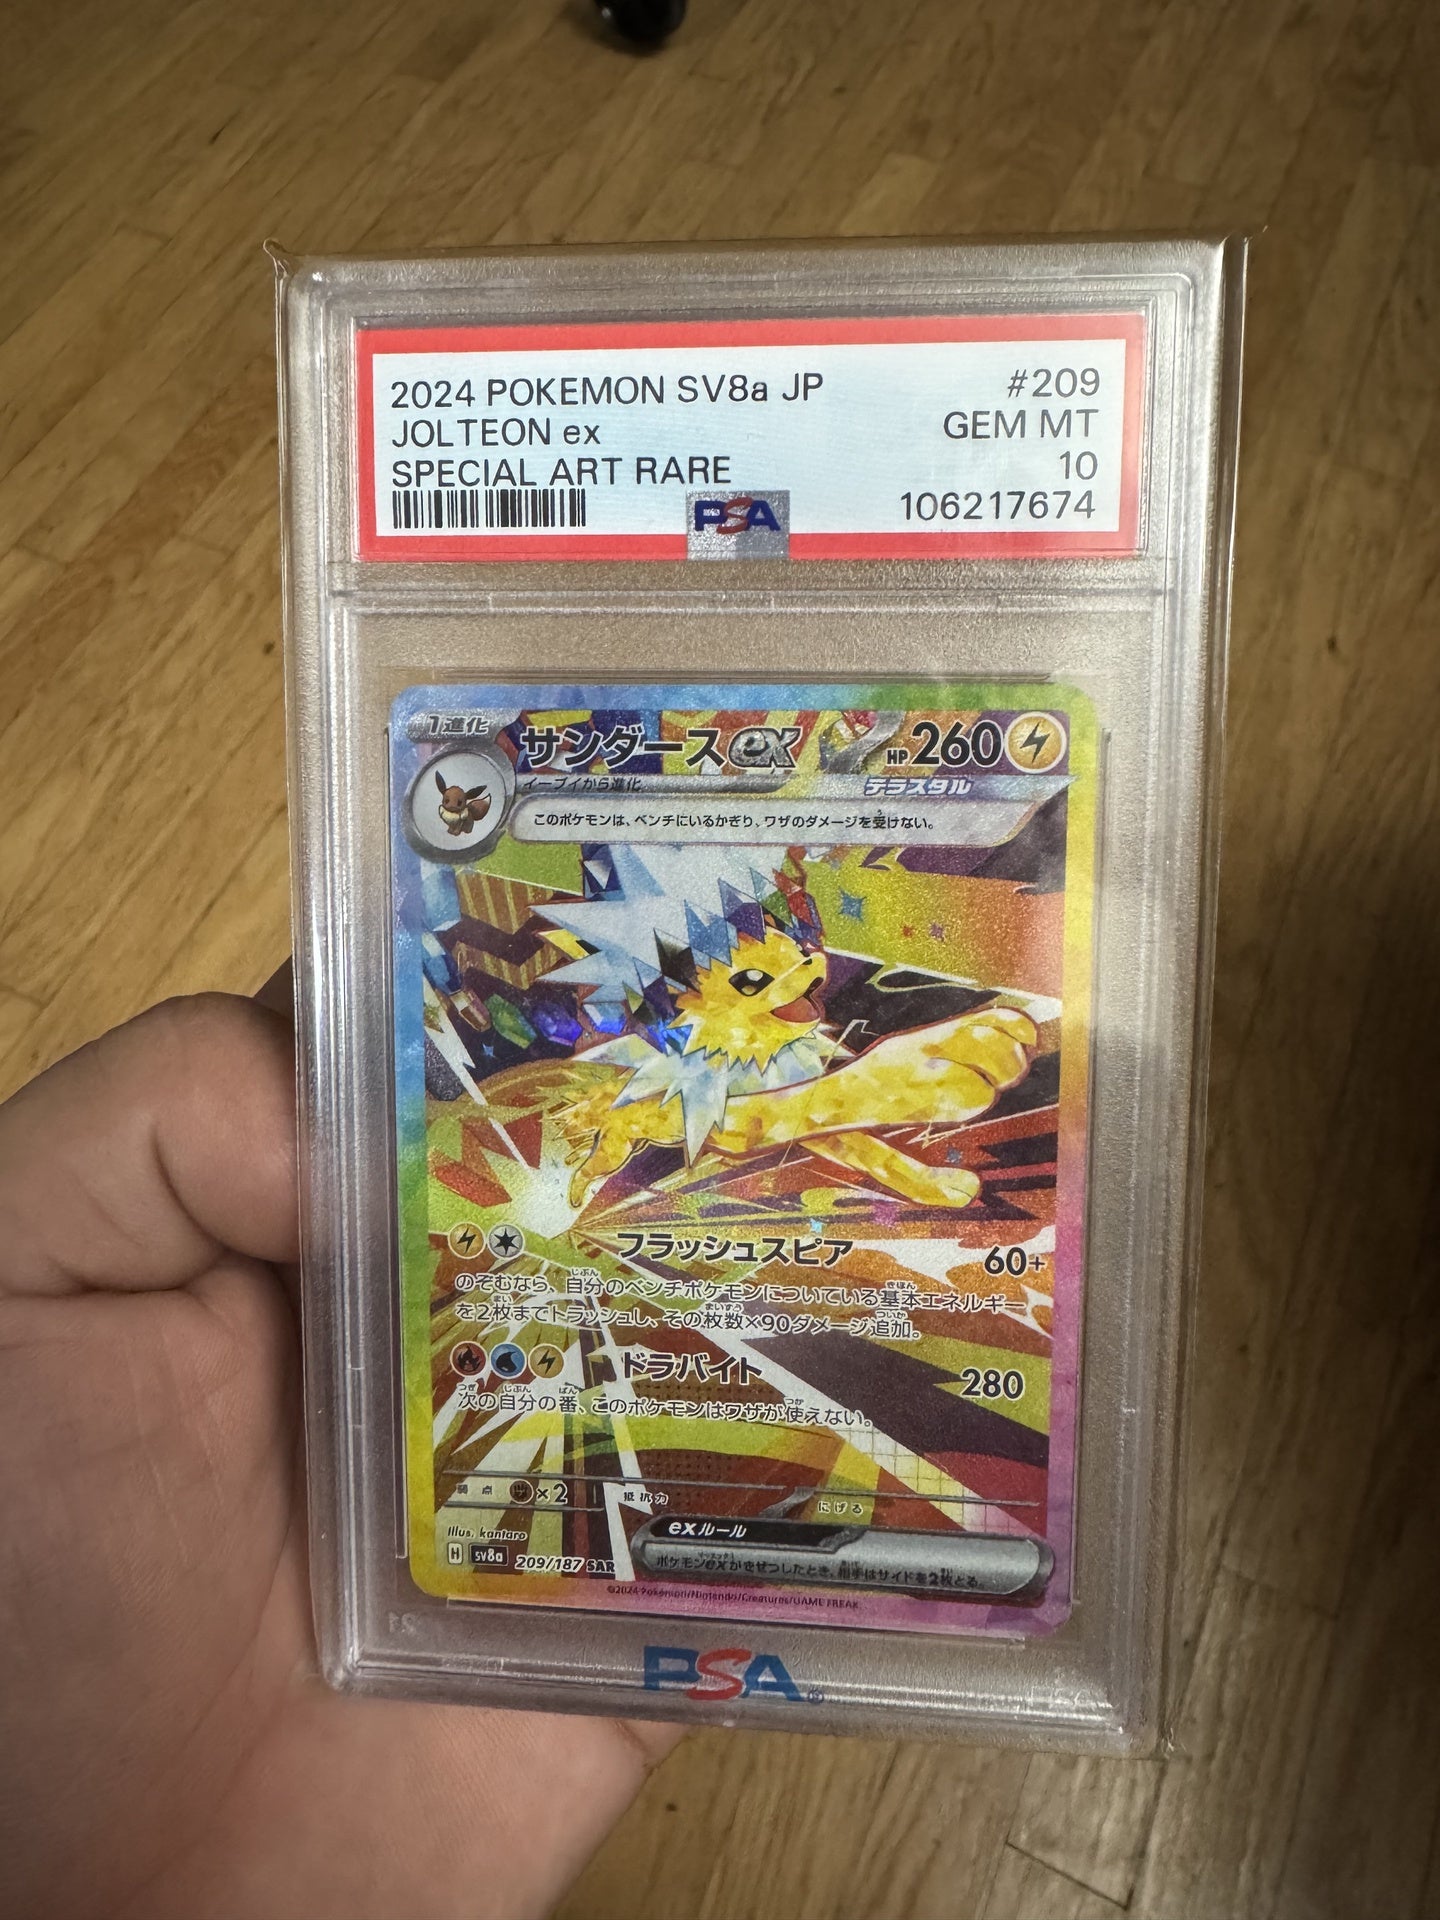 2024 POKEMON SV8a JP #209
JOLTEON ex GEM MT
SPECIAL ART RARE 10
PSA 106217674
1進化
サンダースex HP260
イーブイから進化 テラスタル
このポケモンは、ベンチにいるかぎり、ワザのダメージを受けない。
フラッシュスピア 60+
のぞむなら、自分のベンチポケモンについている基本エネルギー
を2枚までトラッシュし、その枚数×90ダメージ追加。
ドラバイト 280
次の自分の番、このポケモンはワザが使えない。
弱点 ×2 抵抗力 にげる
Illus. kantaro
exルール
H sv8a 209/187 SAR
ポケモンexがきぜつしたとき、相手はサイドを2枚とる。
©2024 Pokémon/Nintendo/Creatures/GAME FREAK
PSA